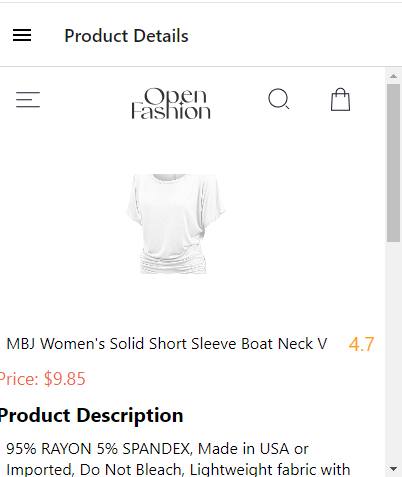 Product Details
Open
Fashion
MBJ Women's Solid Short Sleeve Boat Neck V
4.7
Price: $9.85
Product Description
95% RAYON 5% SPANDEX, Made in USA or
Imported, Do Not Bleach, Lightweight fabric with